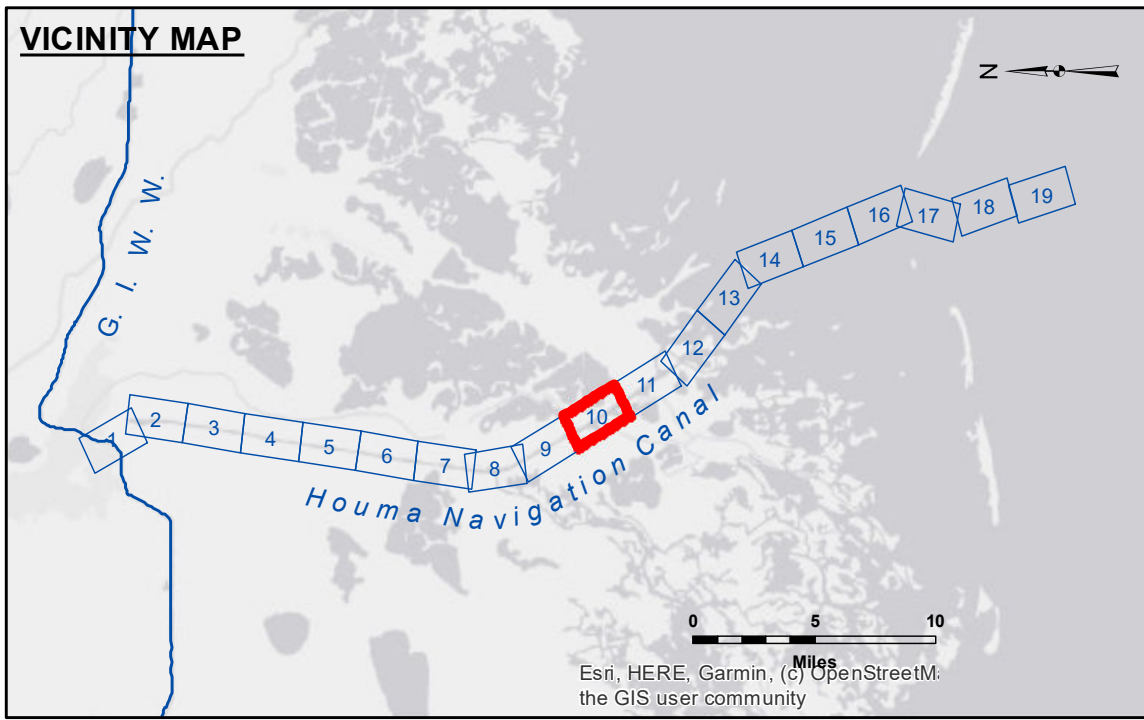 VICINITY MAP
N
G. I. W. W.
1
2
3
4
5
6
7
8
9
10
11
12
13
14
15
16
17
18
19
Houma Navigation Canal
0 5 10
Miles
Esri, HERE, Garmin, (c) OpenStreetM
the GIS user community